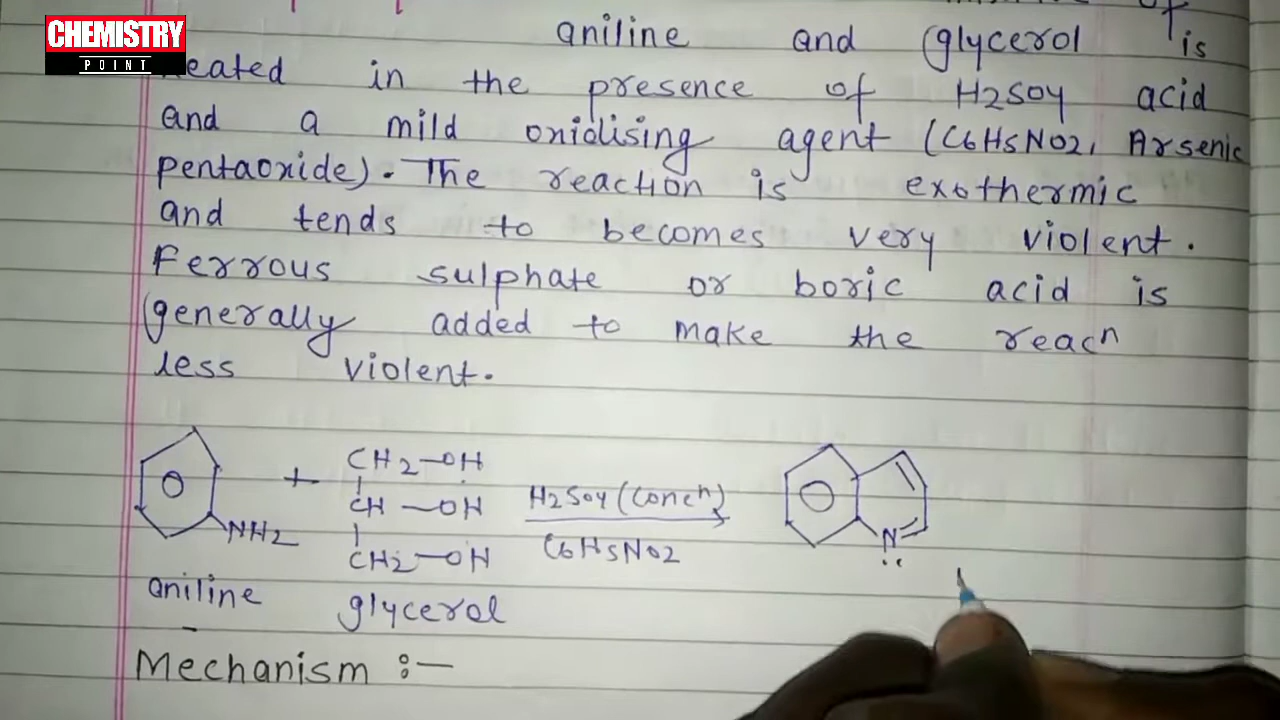 CHEMISTRY
POINT
of
aniline and glycerol is
heated in the presence of H2SO4 acid
and a mild oxidising agent (C6H5NO2, Arsenic
pentaoxide). The reaction is exothermic
and tends to becomes very violent.
Ferrous sulphate or boric acid is
generally added to make the reacn
less violent.
CH2-OH
CH-OH
CH2-OH
+
NH2
H2SO4 (Concn)
C6H5NO2
N
aniline glycerol
Mechanism :-